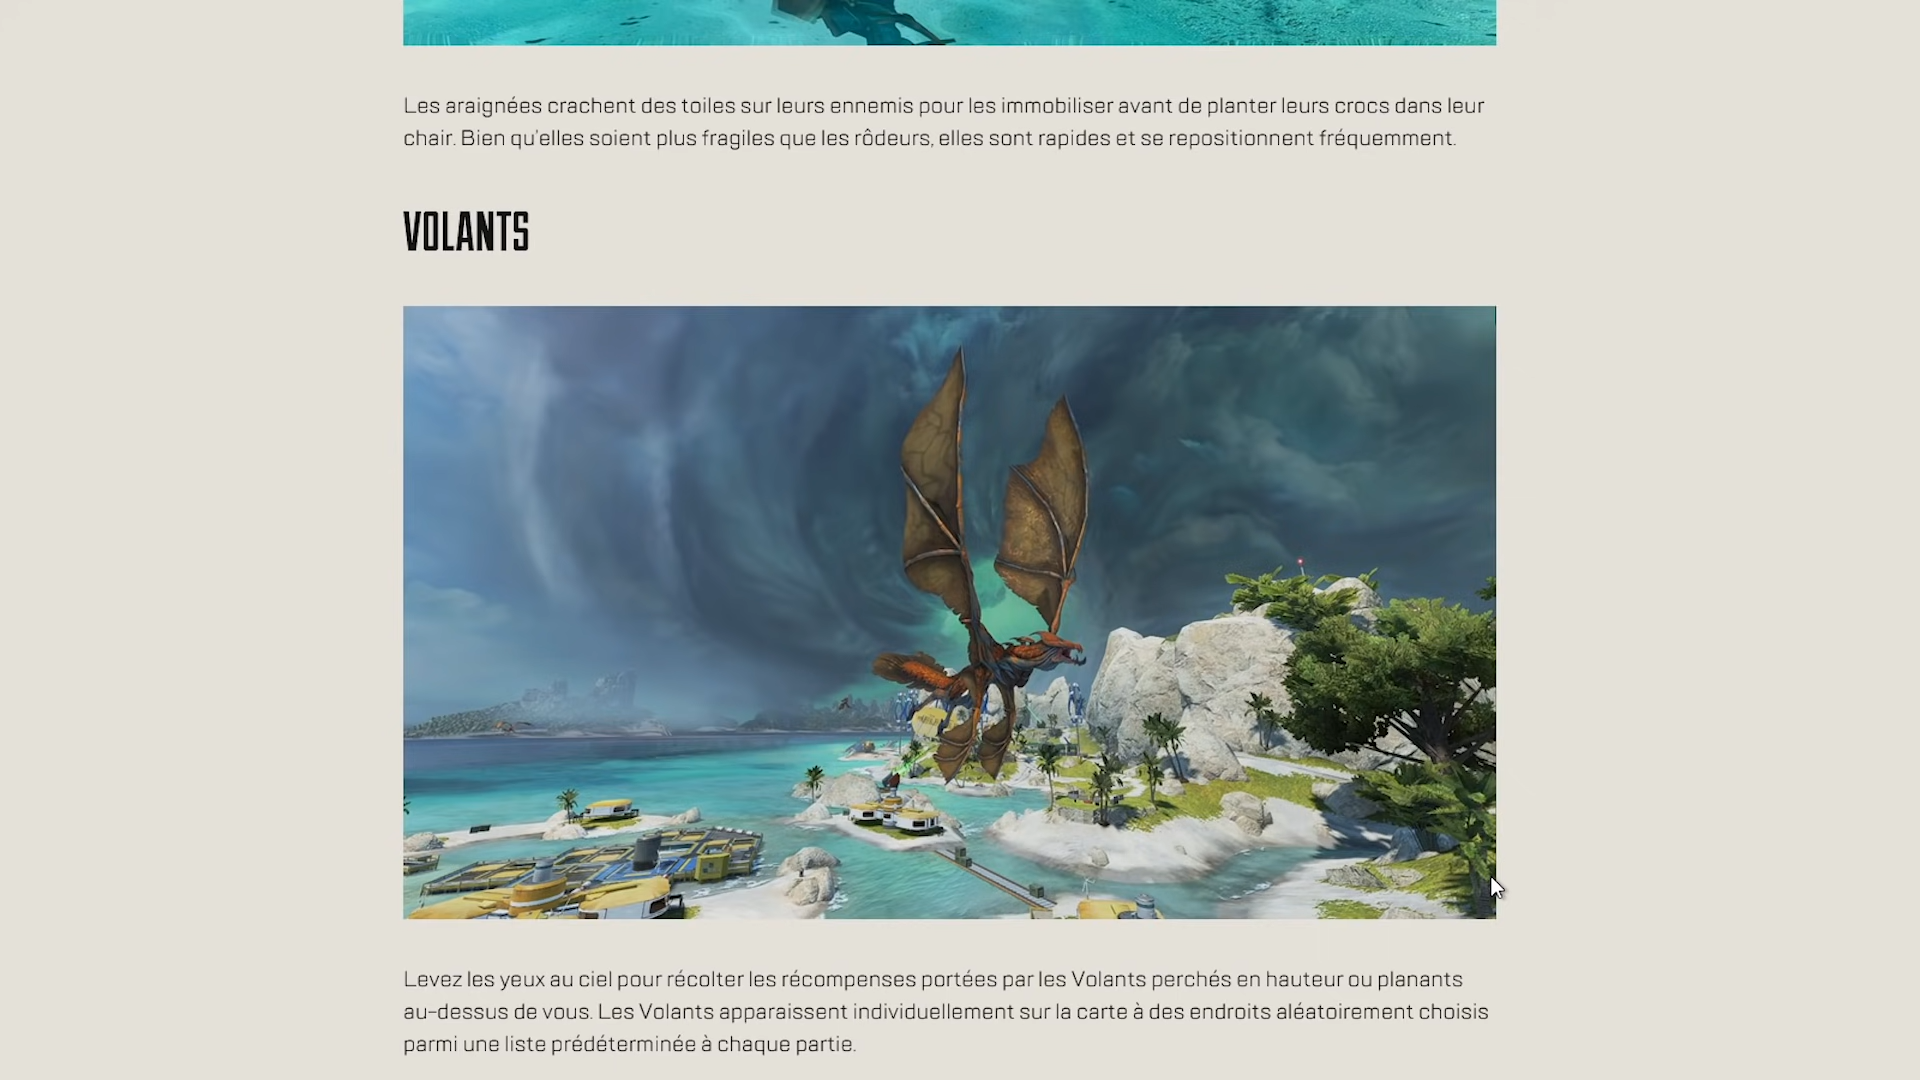 Les araignées crachent des toiles sur leurs ennemis pour les immobiliser avant de planter leurs crocs dans leur
chair. Bien qu'elles soient plus fragiles que les rôdeurs, elles sont rapides et se repositionnent fréquemment.
VOLANTS
Levez les yeux au ciel pour récolter les récompenses portées par les Volants perchés en hauteur ou planants
au-dessus de vous. Les Volants apparaissent individuellement sur la carte à des endroits aléatoirement choisis
parmi une liste prédéterminée à chaque partie.